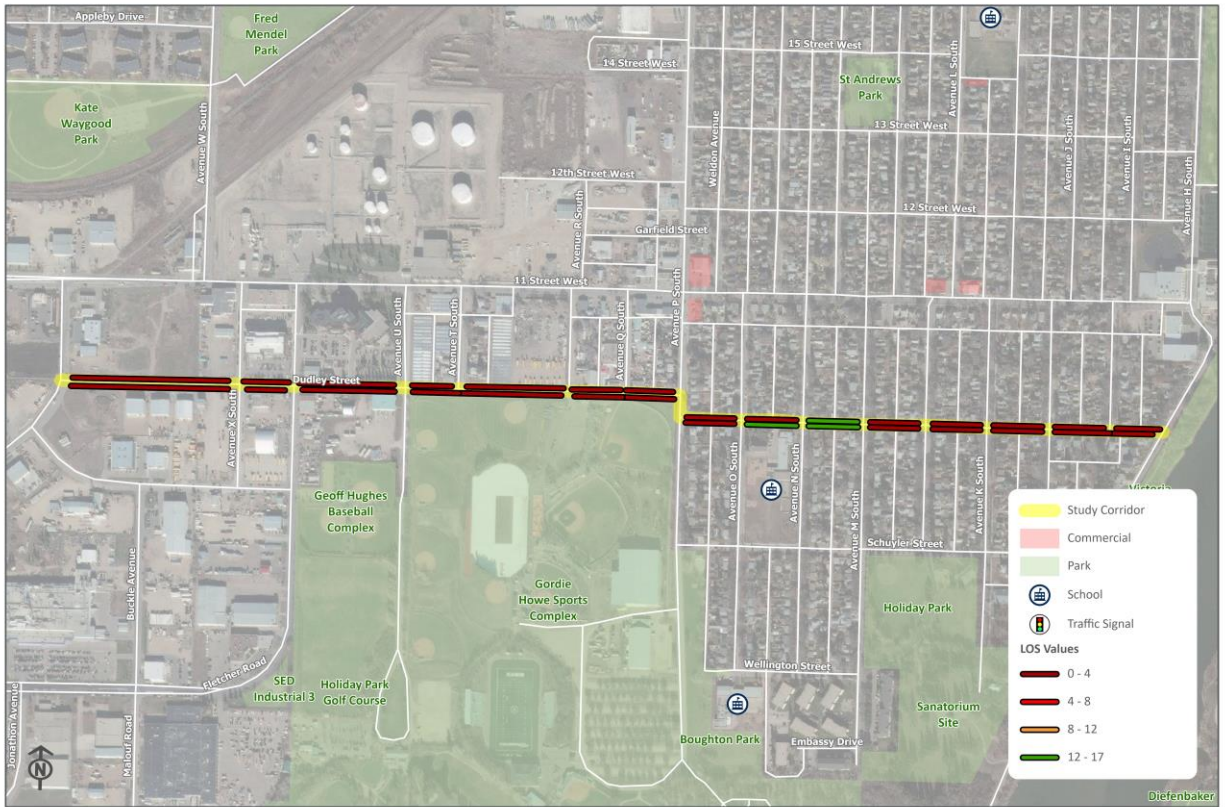 Appleby Drive
Fred
Mendel
Park
15 Street West
14 Street West
Avenue L South
St Andrews
Park
Kate
Waygood
Park
Avenue W South
13 Street West
Weldon Avenue
Avenue J South
Avenue I South
12th Street West
Avenue H South
12 Street West
Avenue R South
Garfield Street
11 Street West
Avenue P South
Avenue U South
Avenue T South
Avenue Q South
Dudley Street
Avenue X South
Avenue O South
Avenue N South
Avenue K South
Avenue M South
Geoff Hughes
Baseball
Complex
Victoria
Schuyler Street
Buckle Avenue
Gordie
Howe Sports
Complex
Holiday Park
Wellington Street
Fletcher Road
SED
Industrial 3
Holiday Park
Golf Course
Sanatorium
Site
Jonathon Avenue
Malouf Road
Boughton Park
Embassy Drive
N
Diefenbaker
Study Corridor
Commercial
Park
School
Traffic Signal
LOS Values
0 - 4
4 - 8
8 - 12
12 - 17